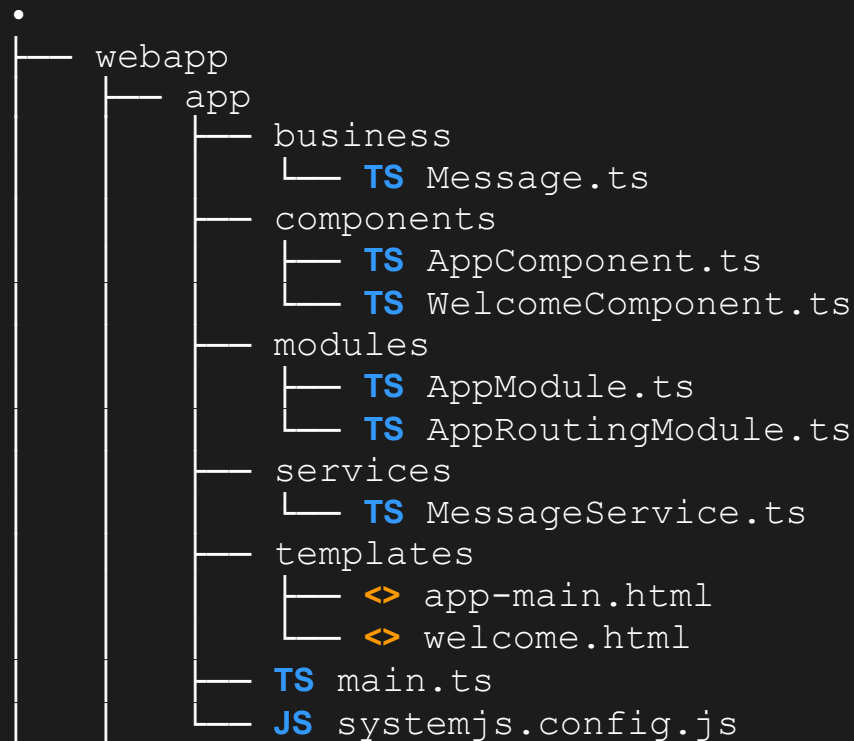 .
├── webapp
│   ├── app
│   │   ├── business
│   │   │   └── TS Message.ts
│   │   ├── components
│   │   │   ├── TS AppComponent.ts
│   │   │   └── TS WelcomeComponent.ts
│   │   ├── modules
│   │   │   ├── TS AppModule.ts
│   │   │   └── TS AppRoutingModule.ts
│   │   ├── services
│   │   │   └── TS MessageService.ts
│   │   ├── templates
│   │   │   ├── <> app-main.html
│   │   │   └── <> welcome.html
│   │   ├── TS main.ts
│   │   └── JS systemjs.config.js